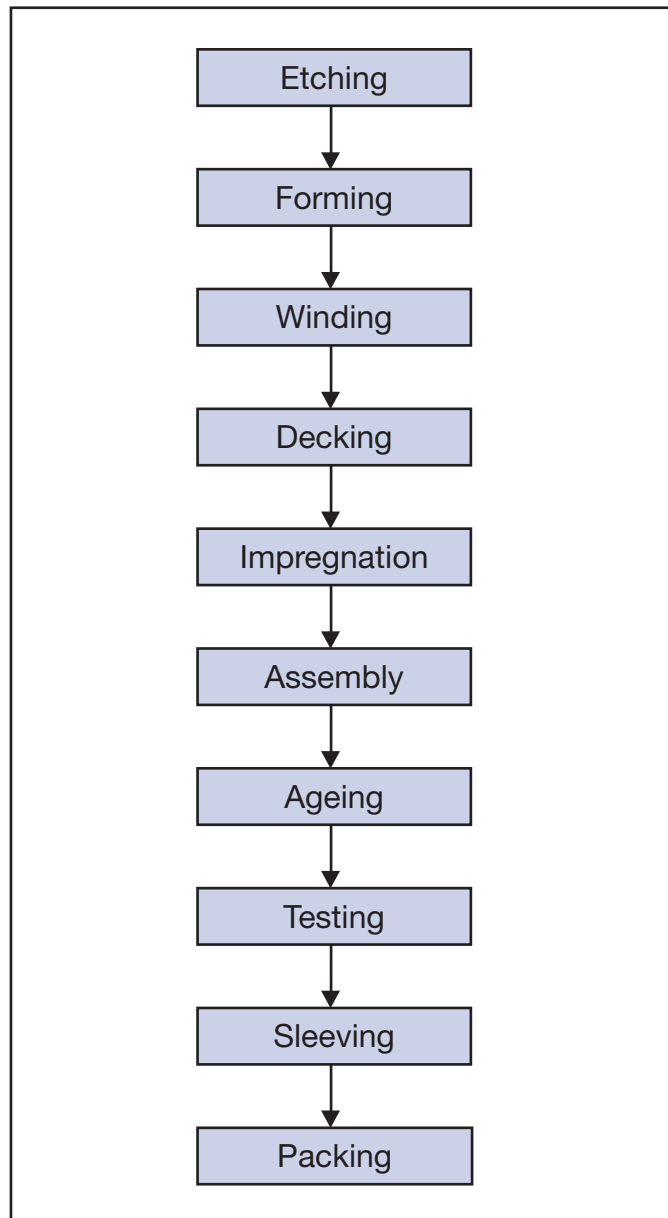 Etching
Forming
Winding
Decking
Impregnation
Assembly
Ageing
Testing
Sleeving
Packing